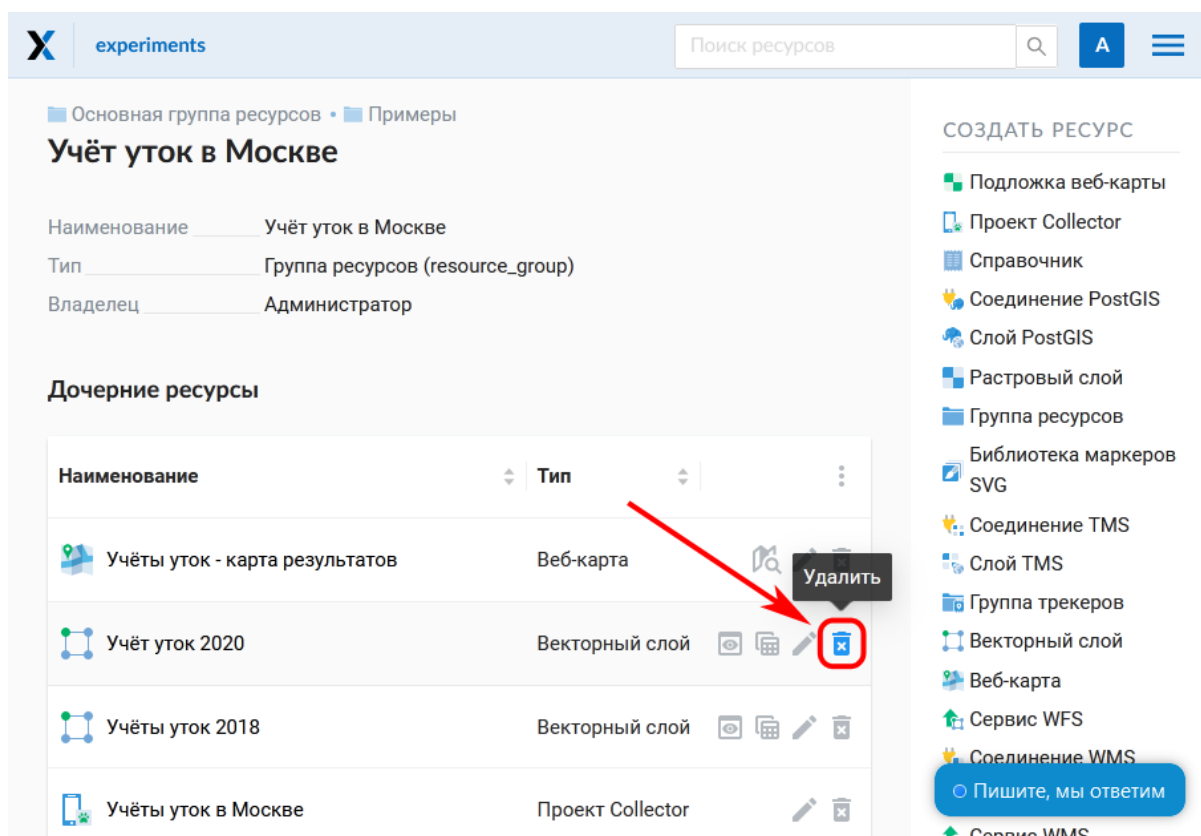 experiments
Поиск ресурсов
A
Основная группа ресурсов • Примеры
Учёт уток в Москве
Наименование Учёт уток в Москве
Тип Группа ресурсов (resource_group)
Владелец Администратор
Дочерние ресурсы
Наименование Тип
Учёты уток - карта результатов Веб-карта
Удалить
Учёт уток 2020 Векторный слой
Учёты уток 2018 Векторный слой
Учёты уток в Москве Проект Collector
СОЗДАТЬ РЕСУРС
Подложка веб-карты
Проект Collector
Справочник
Соединение PostGIS
Слой PostGIS
Растровый слой
Группа ресурсов
Библиотека маркеров
SVG
Соединение TMS
Слой TMS
Группа трекеров
Векторный слой
Веб-карта
Сервис WFS
Соединение WMS
Пишите, мы ответим
Сервис WMS